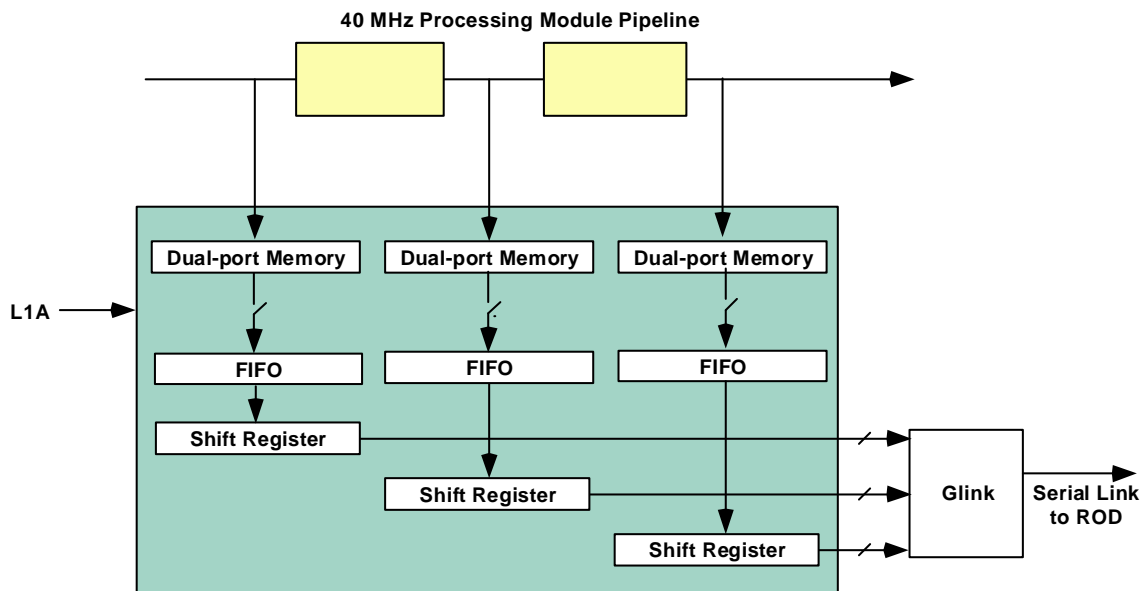 40 MHz Processing Module Pipeline
Dual-port Memory
Dual-port Memory
Dual-port Memory
L1A
FIFO
FIFO
FIFO
Shift Register
Shift Register
Shift Register
Glink
Serial Link
to ROD